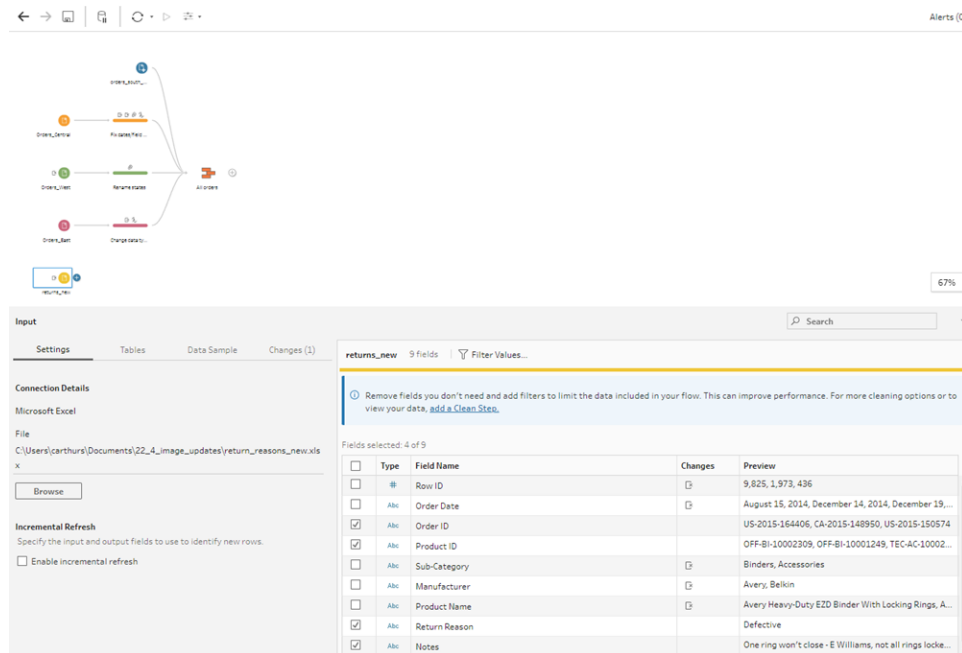 Alerts (
orders_south_...
Orders_Central
Fix dates/field...
Orders_West
Rename states
All orders
Orders_East
Change data ty...
returns_new
67%
Input
Search
Settings Tables Data Sample Changes (1)
returns_new 9 fields Filter Values...
Connection Details
Microsoft Excel
File
C:\Users\carthurs\Documents\22_4_image_updates\return_reasons_new.xls
x
Browse
Incremental Refresh
Specify the input and output fields to use to identify new rows.
Enable incremental refresh
Remove fields you don't need and add filters to limit the data included in your flow. This can improve performance. For more cleaning options or to
view your data, add a Clean Step.
Fields selected: 4 of 9
Type Field Name Changes Preview
# Row ID 9,825, 1,973, 436
Abc Order Date August 15, 2014, December 14, 2014, December 19,...
Abc Order ID US-2015-164406, CA-2015-148950, US-2015-150574
Abc Product ID OFF-BI-10002309, OFF-BI-10001249, TEC-AC-10002...
Abc Sub-Category Binders, Accessories
Abc Manufacturer Avery, Belkin
Abc Product Name Avery Heavy-Duty EZD Binder With Locking Rings, A...
Abc Return Reason Defective
Abc Notes One ring won't close - E Williams, not all rings locke...